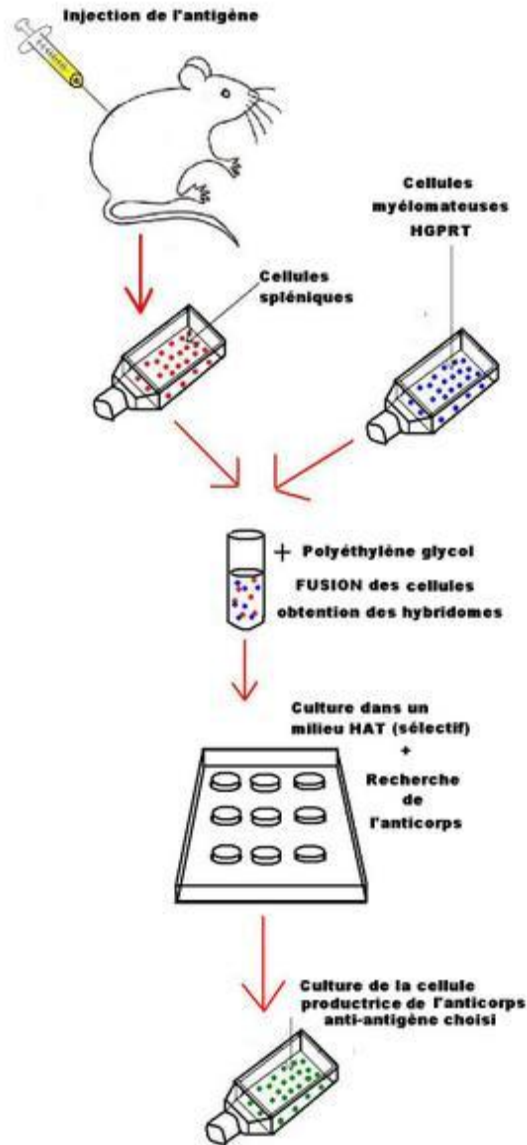 Injection de l'antigène
Cellules
myélomateuses
HGPRT
Cellules
spléniques
+ Polyéthylène glycol
FUSION des cellules
obtention des hybridomes
Culture dans un
milieu HAT (sélectif)
+
Recherche
de
l'anticorps
Culture de la cellule
productrice de l'anticorps
anti-antigène choisi